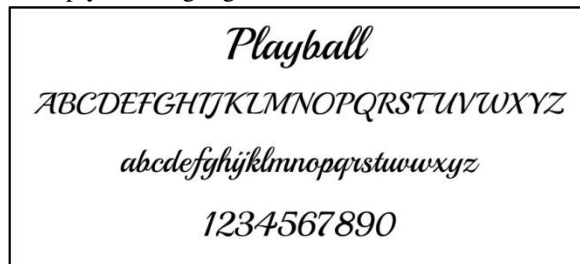 Playball
ABCDEFGHIJKLMNOPQRSTUVWXYZ
abcdefghijklmnopqrstuvwxyz
1234567890